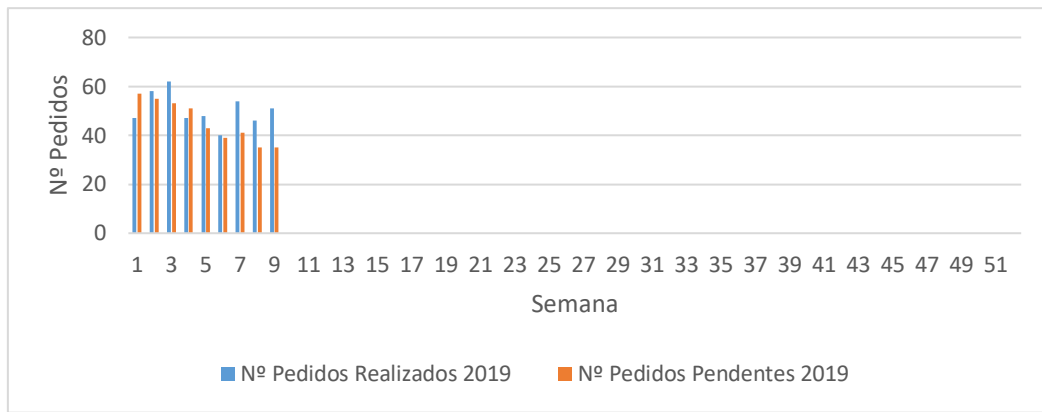 80
60
40
20
0
Nº Pedidos
1 3 5 7 9 11 13 15 17 19 21 23 25 27 29 31 33 35 37 39 41 43 45 47 49 51
Semana
Nº Pedidos Realizados 2019 Nº Pedidos Pendentes 2019